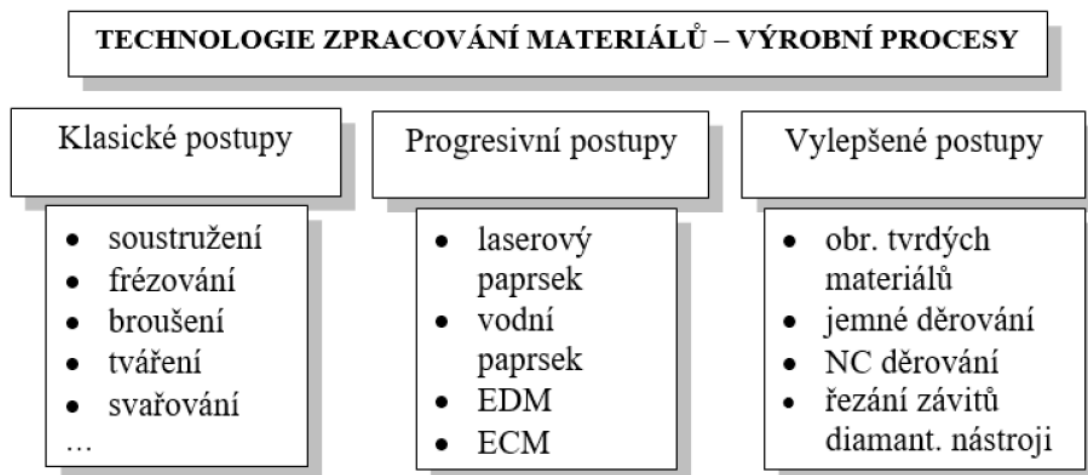 TECHNOLOGIE ZPRACOVÁNÍ MATERIÁLŮ – VÝROBNÍ PROCESY
Klasické postupy
• soustružení
• frézování
• broušení
• tváření
• svařování
…
Progresivní postupy
• laserový
paprsek
• vodní
paprsek
• EDM
• ECM
Vylepšené postupy
• obr. tvrdých
materiálů
• jemné děrování
• NC děrování
• řezání závitů
diamant. nástroji